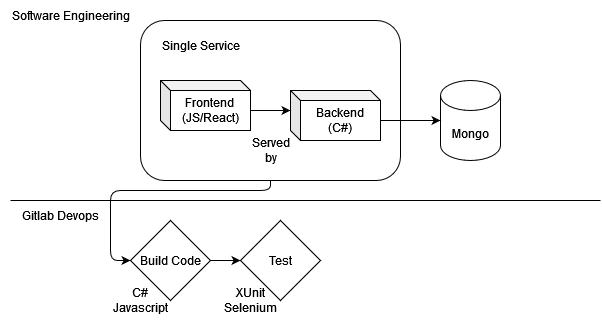 Software Engineering
Single Service
Frontend
(JS/React)
Backend
(C#)
Served
by
Mongo
Gitlab Devops
Build Code
Test
C#
Javascript
XUnit
Selenium